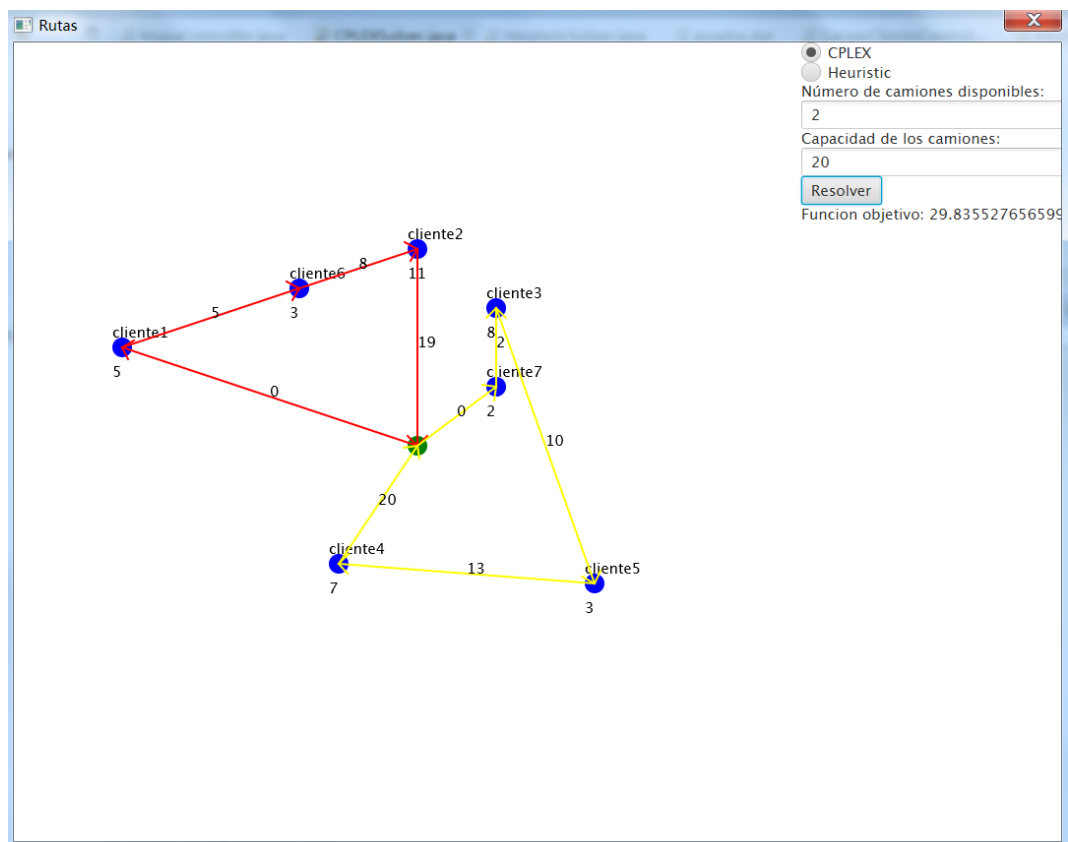 Rutas
CPLEX
Heuristic
Número de camiones disponibles:
2
Capacidad de los camiones:
20
Resolver
Funcion objetivo: 29.835527656599
cliente2
8
11
cliente6
5
3
cliente3
cliente1
8
2
19
5
cliente7
0
0
2
10
20
cliente4
13
cliente5
7
3